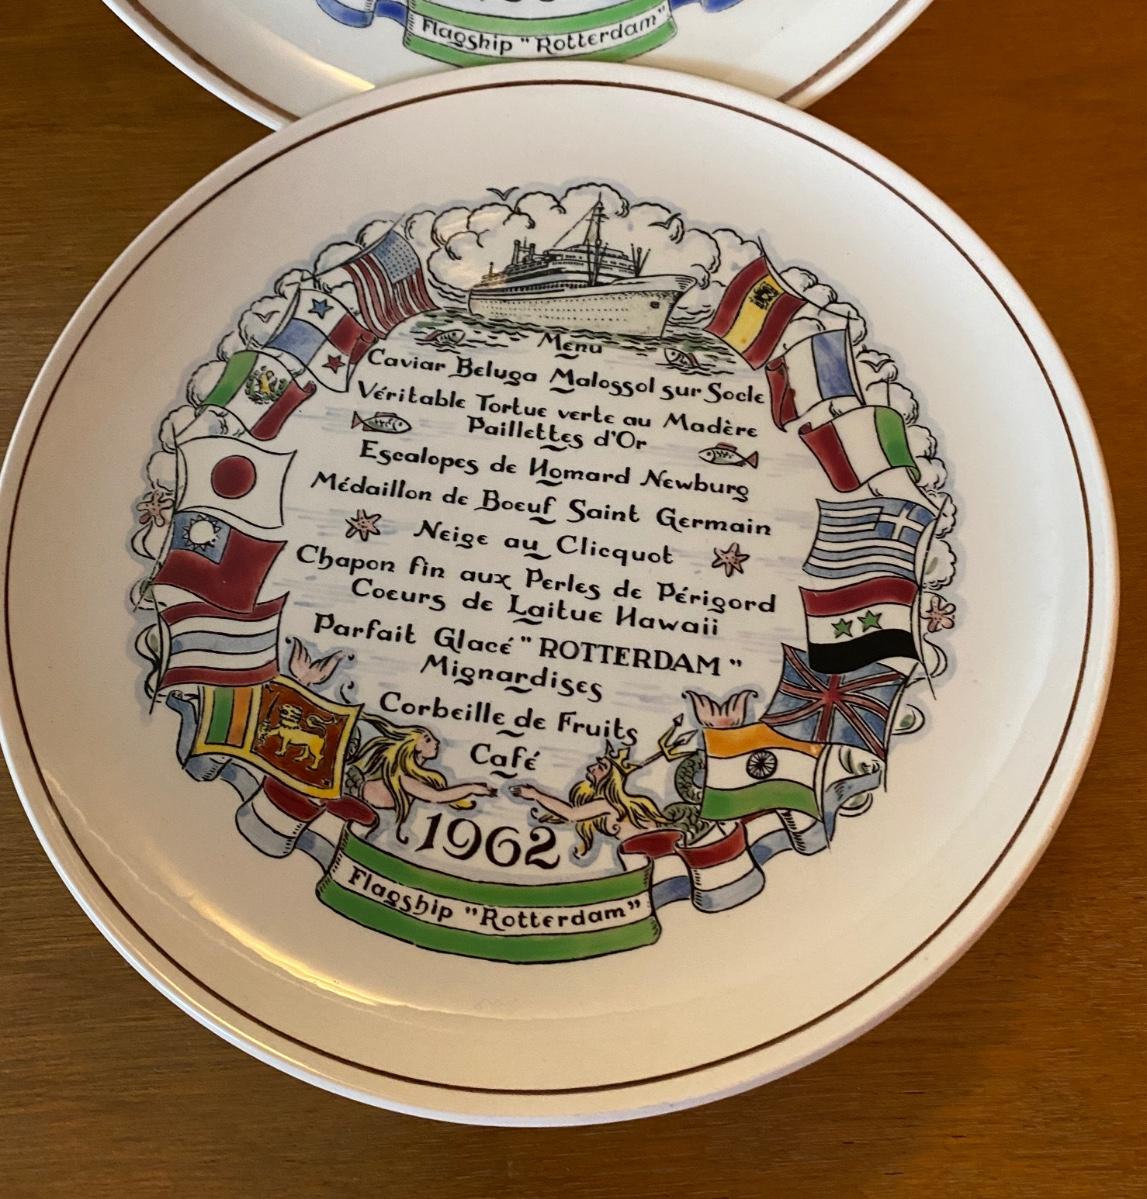 Flagship "Rotterdam"
Menu
Caviar Beluga Malossol sur Socle
Véritable Tortue verte au Madère
Paillettes d'Or
Escalopes de Homard Newburg
Médaillon de Boeuf Saint Germain
Neige au Clicquot
Chapon fin aux Perles de Périgord
Coeurs de Laitue Hawaii
Parfait Glacé "ROTTERDAM"
Mignardises
Corbeille de Fruits
Café
1962
Flagship "Rotterdam"